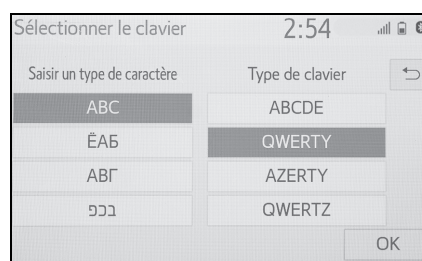 Sélectionner le clavier 2:54
Saisir un type de caractère Type de clavier
ABC ABCDE
ЁАБ QWERTY
ΑΒΓ AZERTY
בכפ QWERTZ
OK